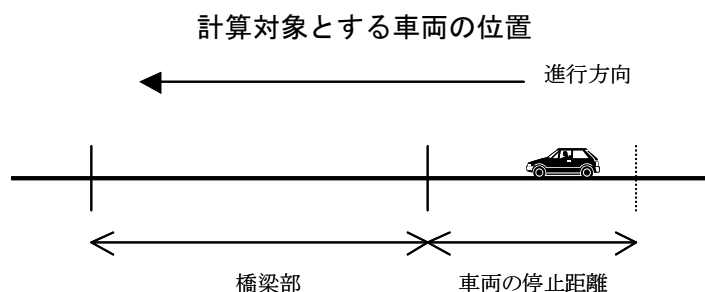 計算対象とする車両の位置
進行方向
橋梁部
車両の停止距離